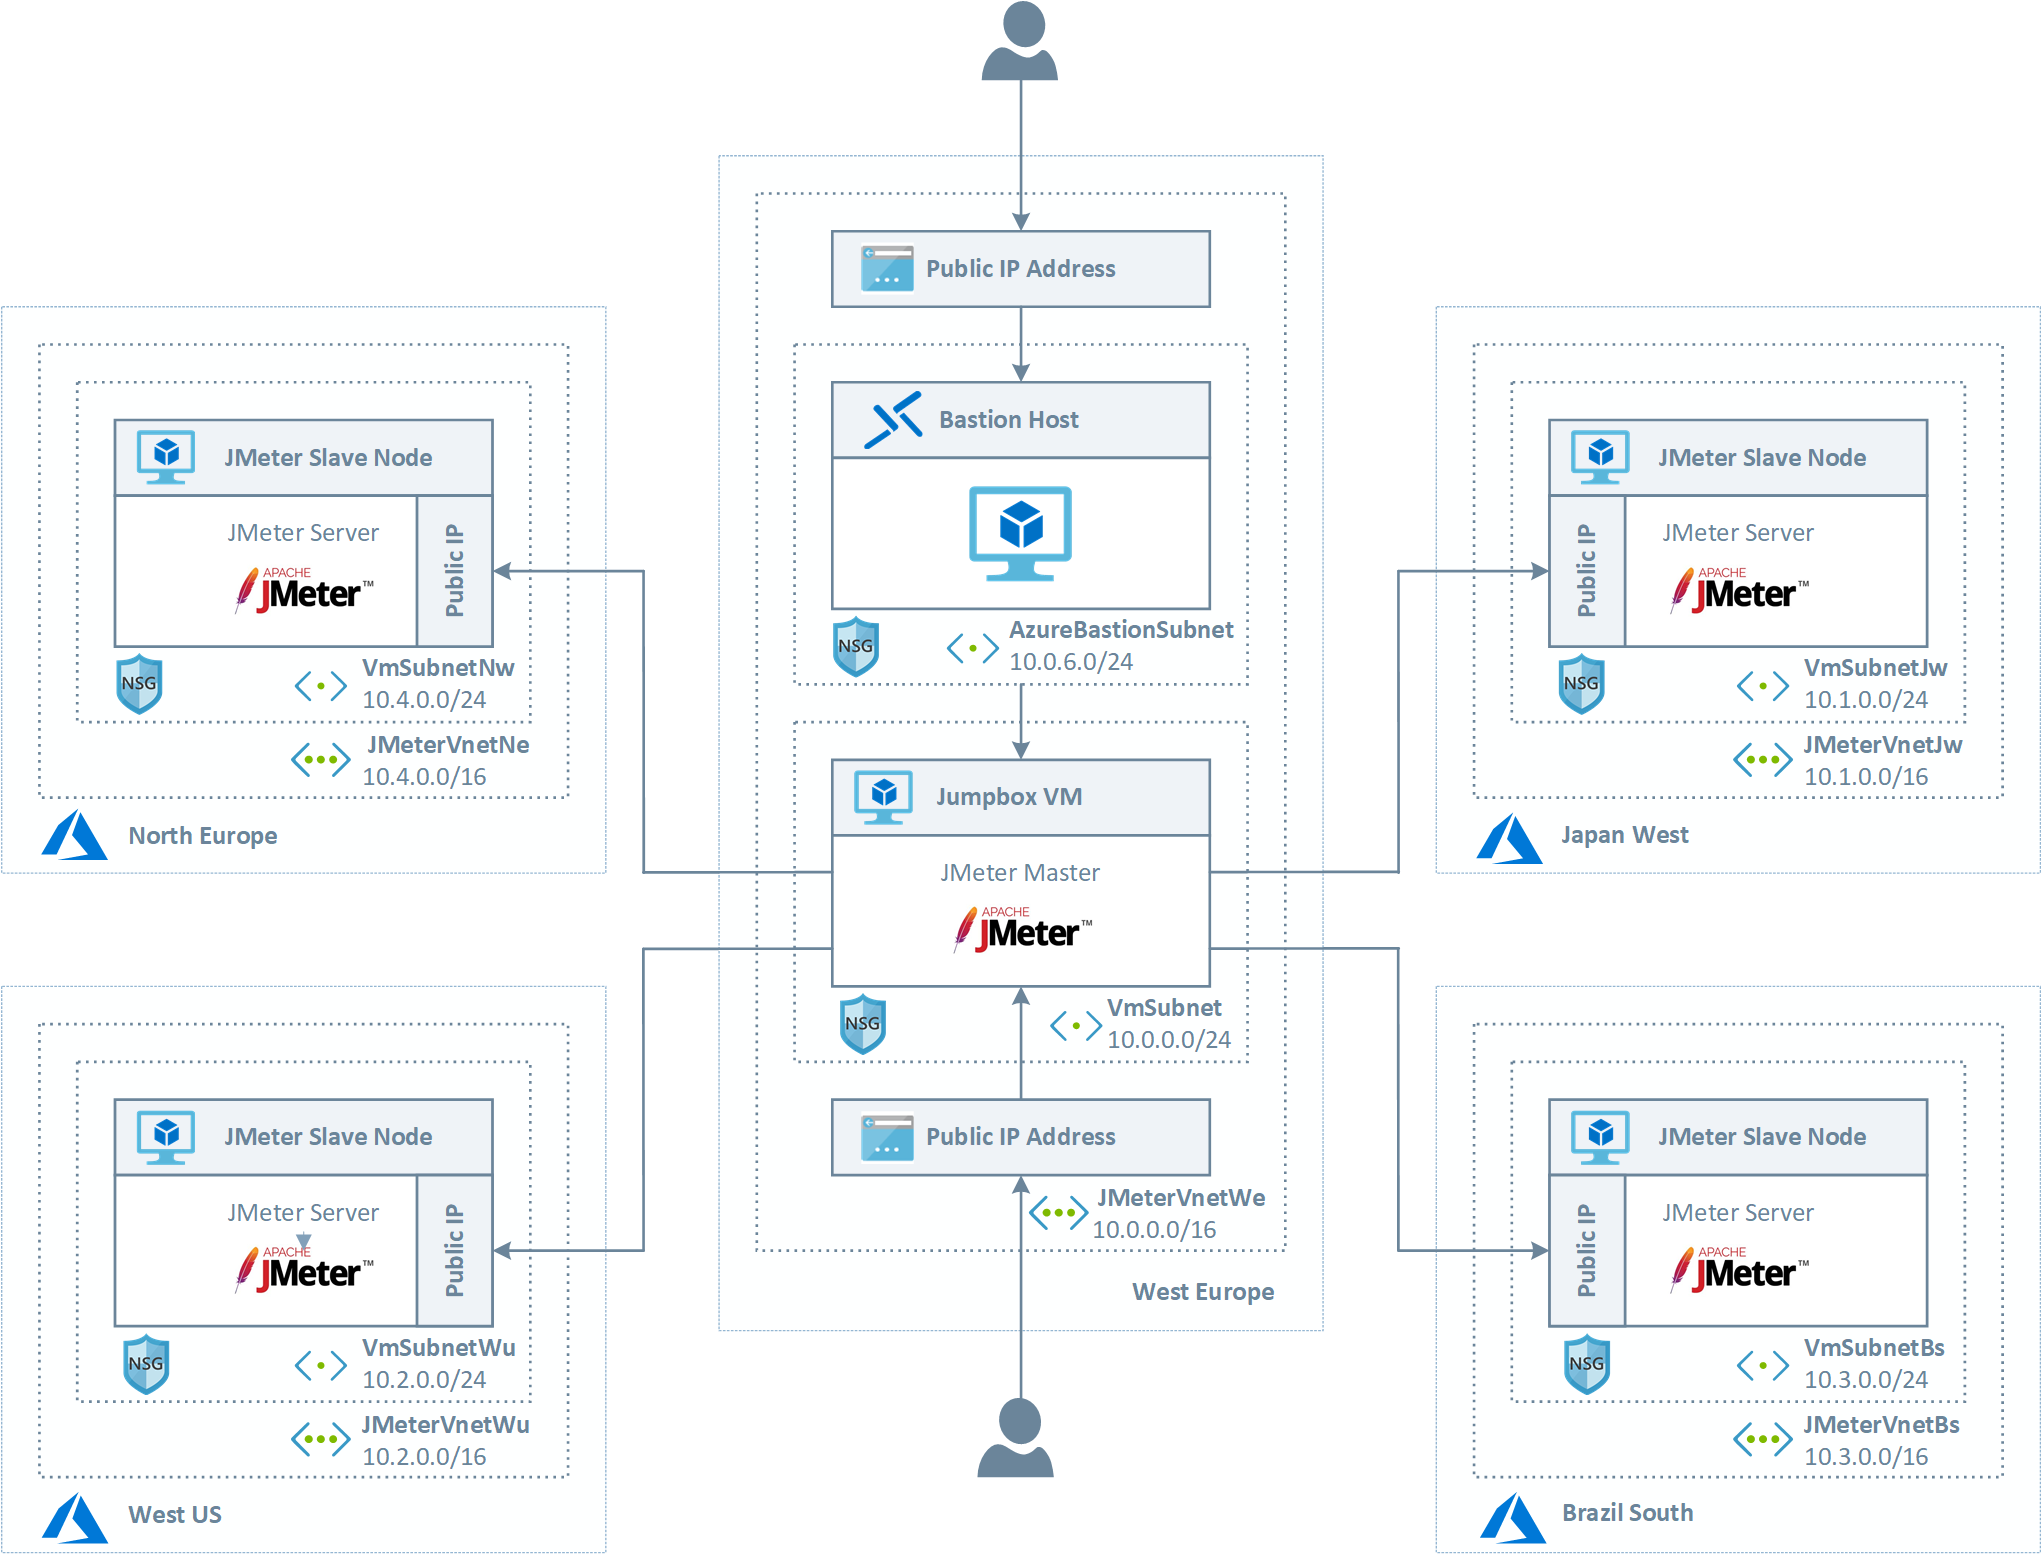 Public IP Address
Bastion Host
NSG
AzureBastionSubnet
10.0.6.0/24
JMeter Slave Node
JMeter Server
APACHE
JMeter™
Public IP
NSG
VmSubnetNw
10.4.0.0/24
JMeterVnetNe
10.4.0.0/16
North Europe
JMeter Slave Node
Public IP
JMeter Server
APACHE
JMeter™
NSG
VmSubnetJw
10.1.0.0/24
JMeterVnetJw
10.1.0.0/16
Japan West
Jumpbox VM
JMeter Master
APACHE
JMeter™
NSG
VmSubnet
10.0.0.0/24
Public IP Address
JMeterVnetWe
10.0.0.0/16
West Europe
JMeter Slave Node
JMeter Server
APACHE
JMeter™
Public IP
NSG
VmSubnetWu
10.2.0.0/24
JMeterVnetWu
10.2.0.0/16
West US
JMeter Slave Node
Public IP
JMeter Server
APACHE
JMeter™
NSG
VmSubnetBs
10.3.0.0/24
JMeterVnetBs
10.3.0.0/16
Brazil South